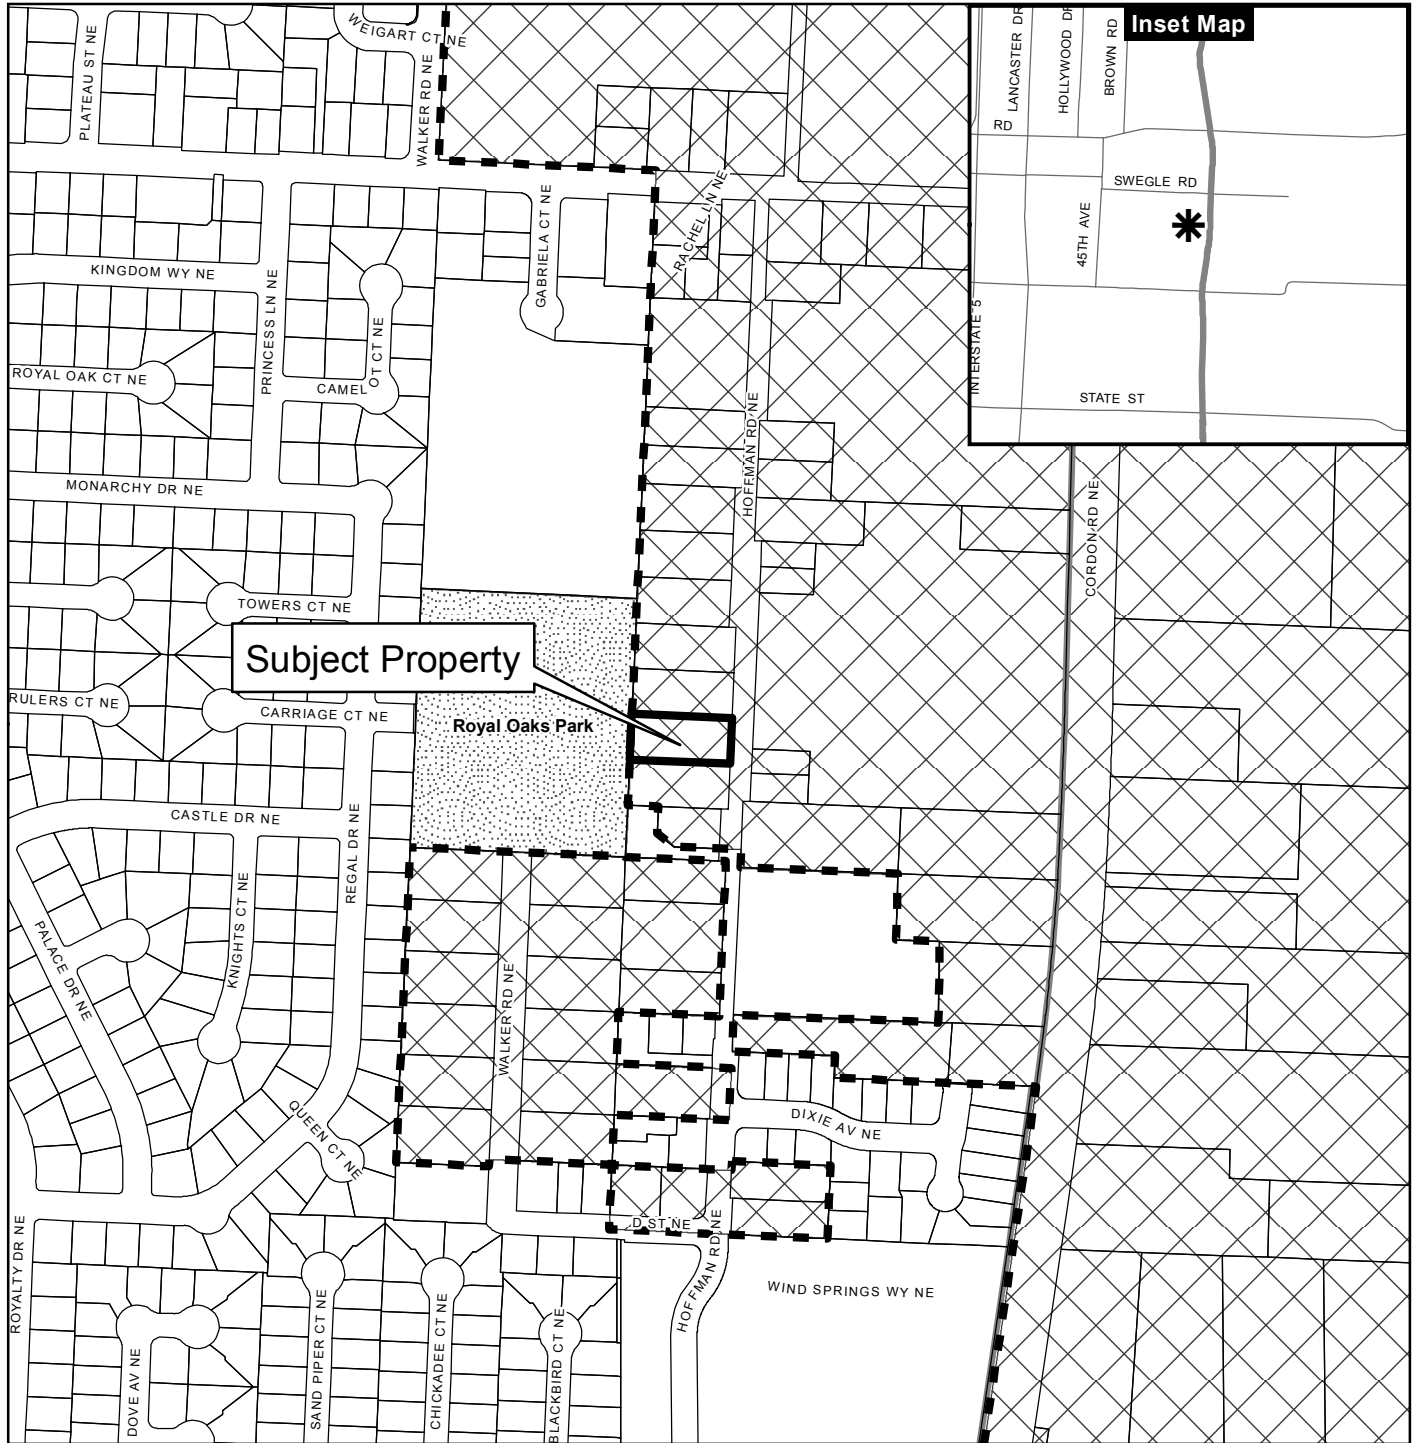 WEIGART CT NE
PLATEAU ST NE
WALKER RD NE
Inset Map
LANCASTER DR
HOLLYWOOD DR
BROWN RD
RD
SWEGLE RD
45TH AVE
INTERSTATE 5
STATE ST
RACHEL LN NE
GABRIELA CT NE
KINGDOM WY NE
PRINCESS LN NE
CAMELOT CT NE
ROYAL OAK CT NE
HOFFMAN RD NE
MONARCHY DR NE
CORDON RD NE
TOWERS CT NE
Subject Property
RULERS CT NE
CARRIAGE CT NE
Royal Oaks Park
CASTLE DR NE
REGAL DR NE
KNIGHTS CT NE
PALACE DR NE
WALKER RD NE
QUEEN CT NE
DIXIE AV NE
D ST NE
HOFFMAN RD NE
WIND SPRINGS WY NE
ROYALTY DR NE
DOVE AV NE
SAND PIPER CT NE
CHICKADEE CT NE
BLACKBIRD CT NE